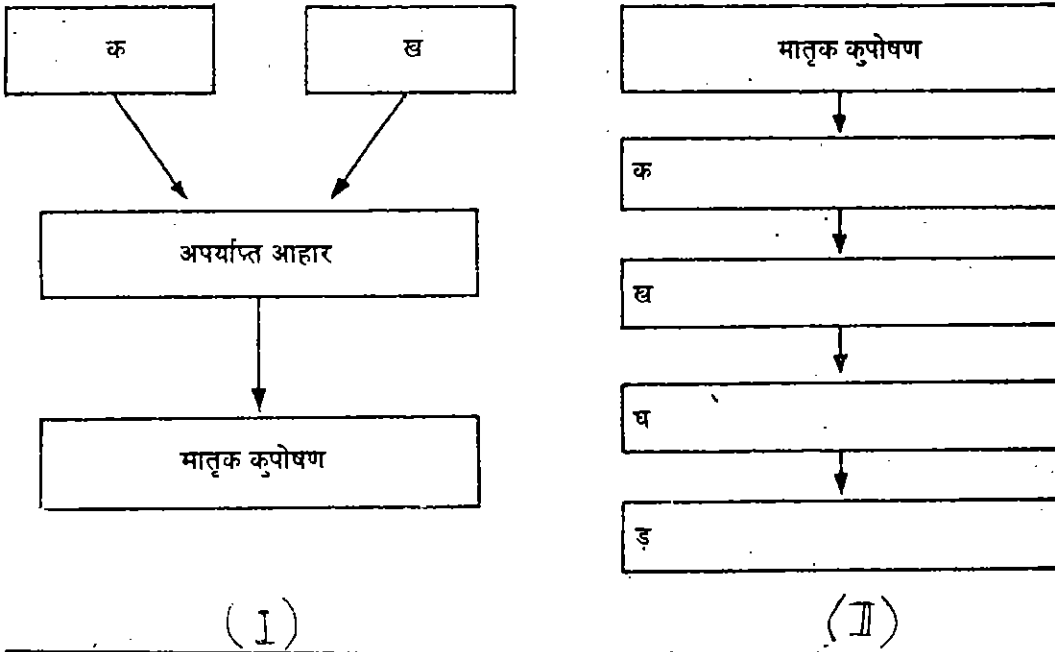 क
ख
अपर्याप्त आहार
मातृक कुपोषण
(I)
मातृक कुपोषण
क
ख
घ
ड़
(II)